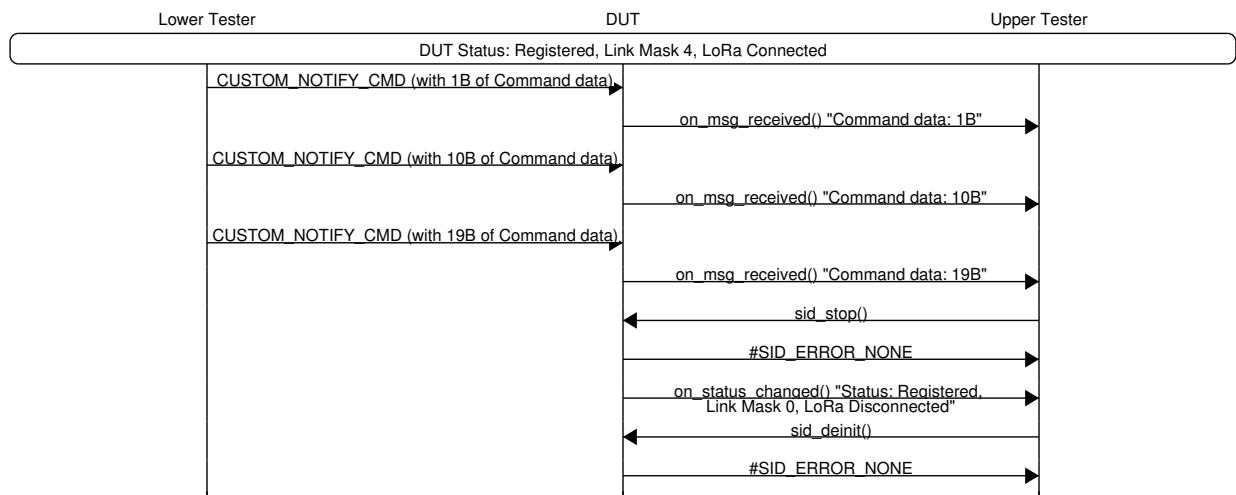 Lower Tester DUT Upper Tester
DUT Status: Registered, Link Mask 4, LoRa Connected
CUSTOM_NOTIFY_CMD (with 1B of Command data)
on_msg_received() "Command data: 1B"
CUSTOM_NOTIFY_CMD (with 10B of Command data)
on_msg_received() "Command data: 10B"
CUSTOM_NOTIFY_CMD (with 19B of Command data)
on_msg_received() "Command data: 19B"
sid_stop()
#SID_ERROR_NONE
on_status_changed() "Status: Registered,
Link Mask 0, LoRa Disconnected"
sid_deinit()
#SID_ERROR_NONE